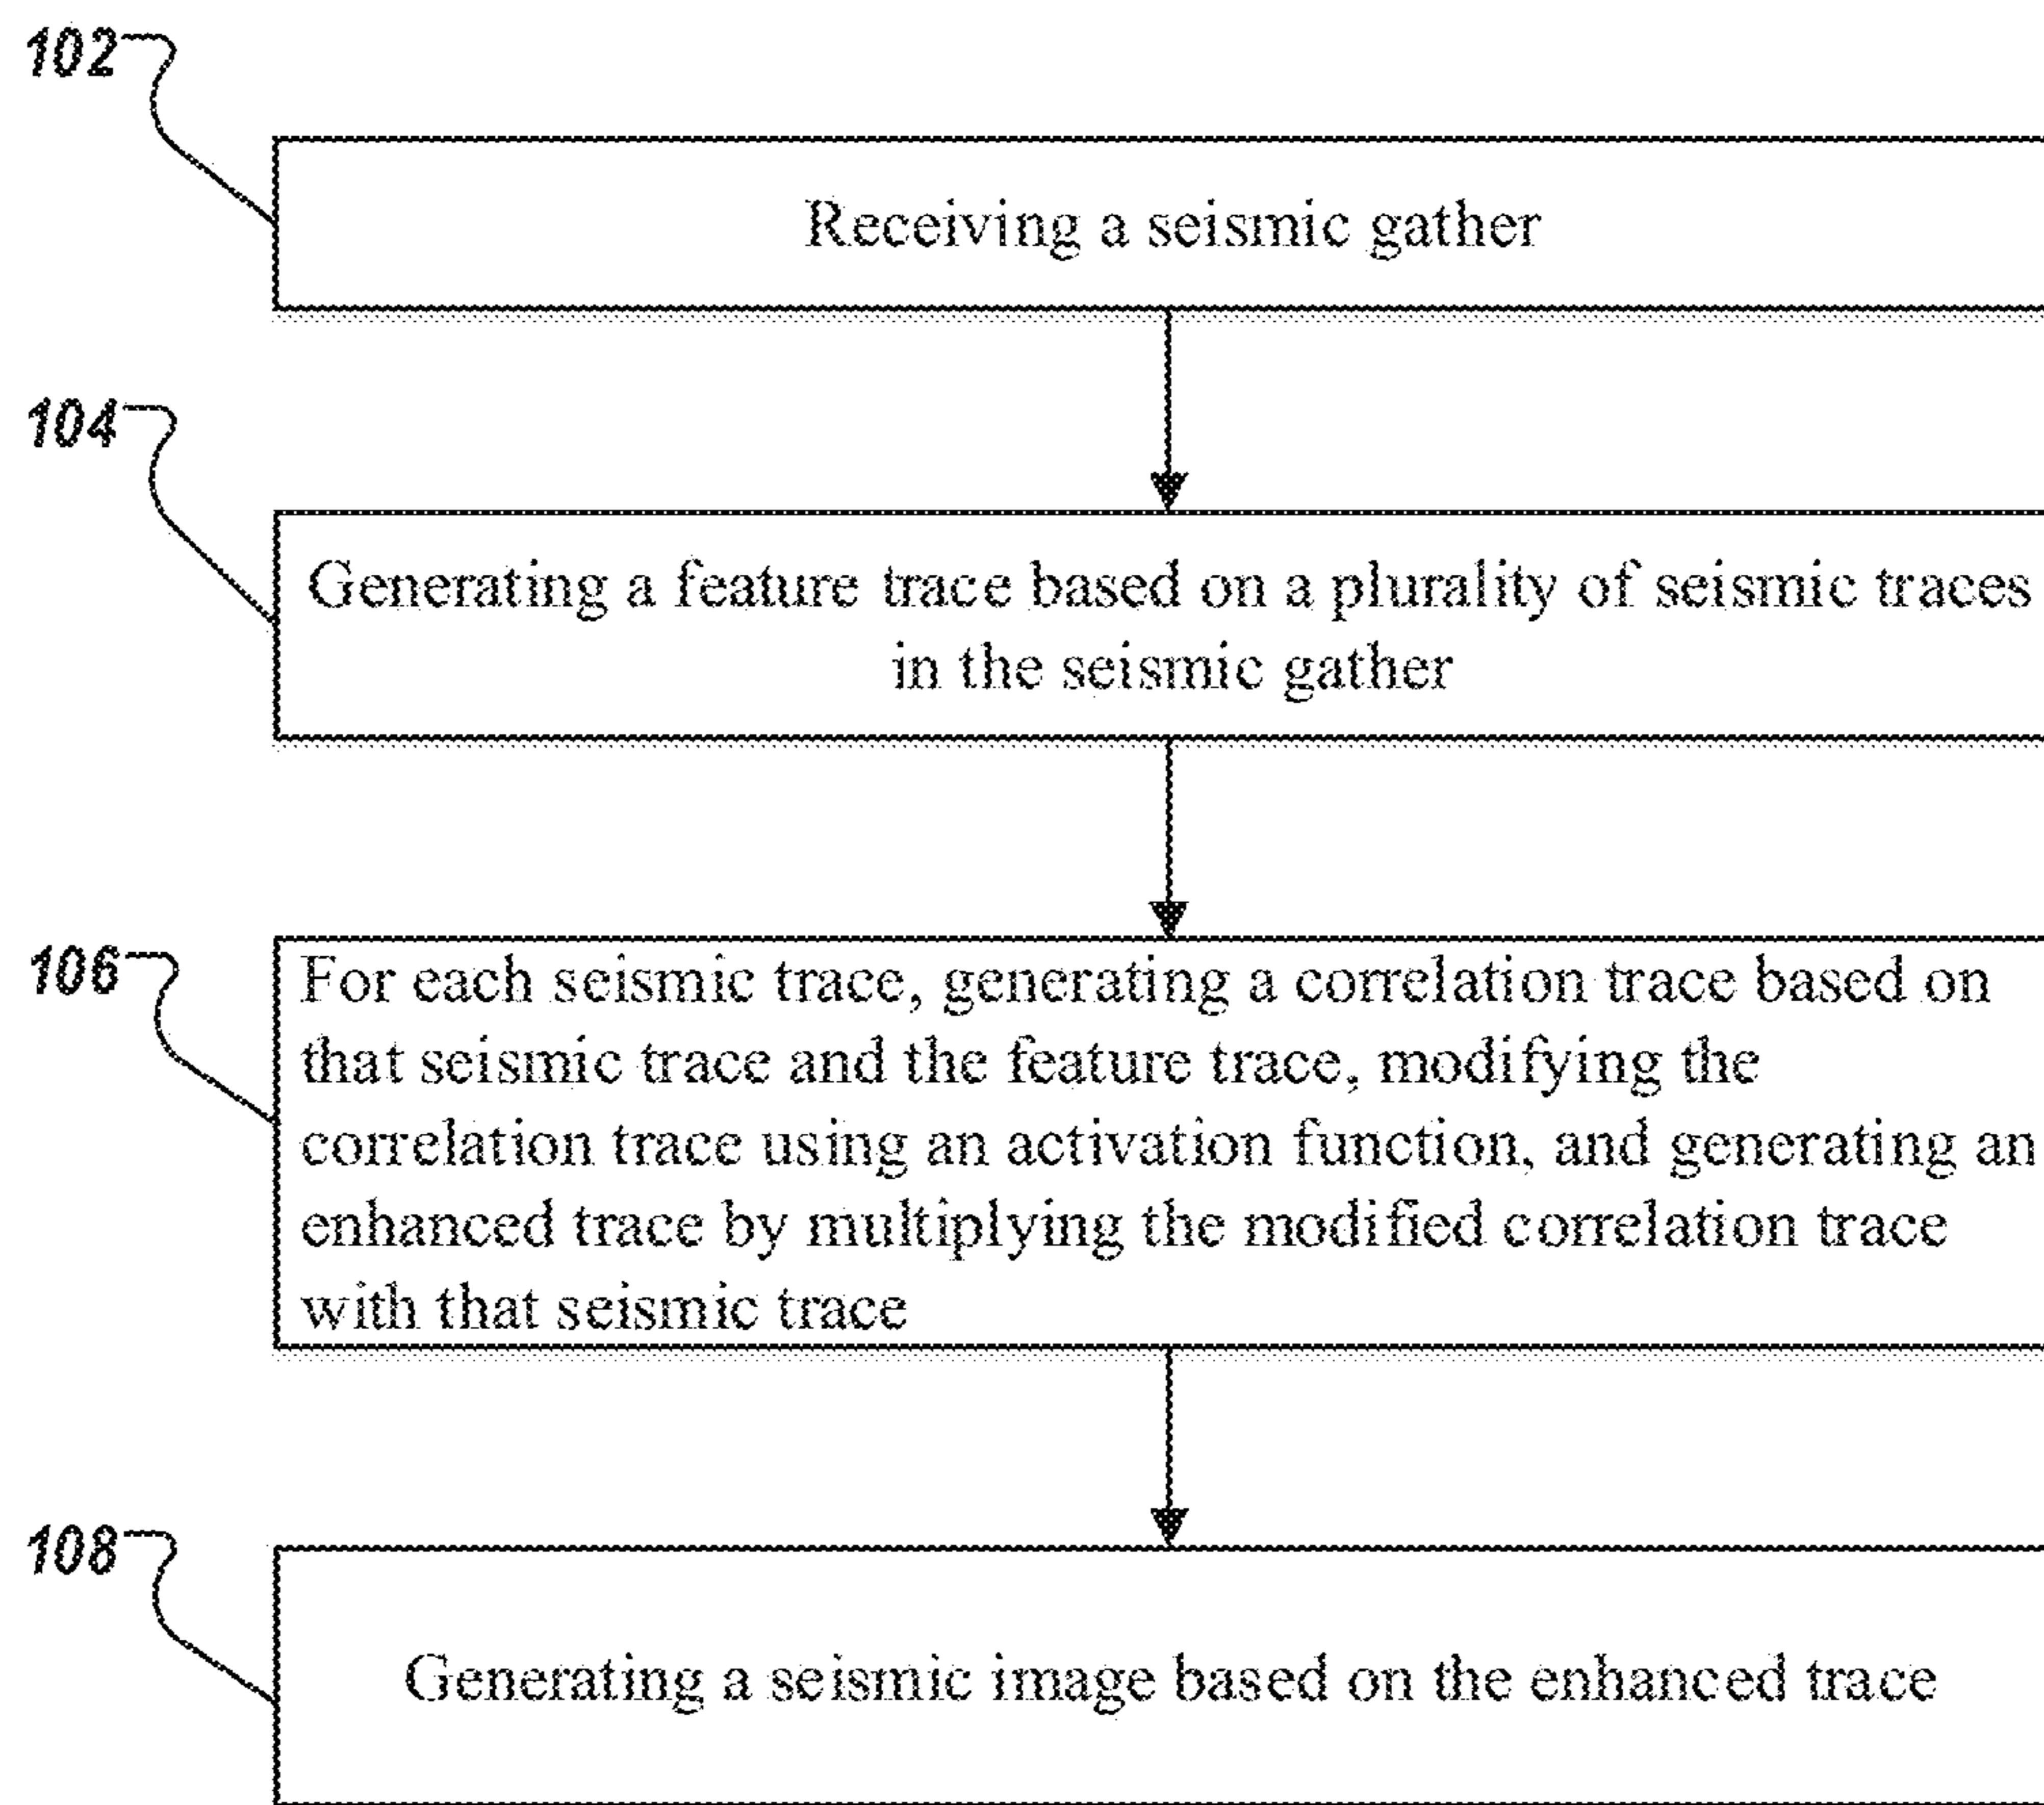 102
Receiving a seismic gather
104
Generating a feature trace based on a plurality of seismic traces
in the seismic gather
106
For each seismic trace, generating a correlation trace based on
that seismic trace and the feature trace, modifying the
correlation trace using an activation function, and generating an
enhanced trace by multiplying the modified correlation trace
with that seismic trace
108
Generating a seismic image based on the enhanced trace